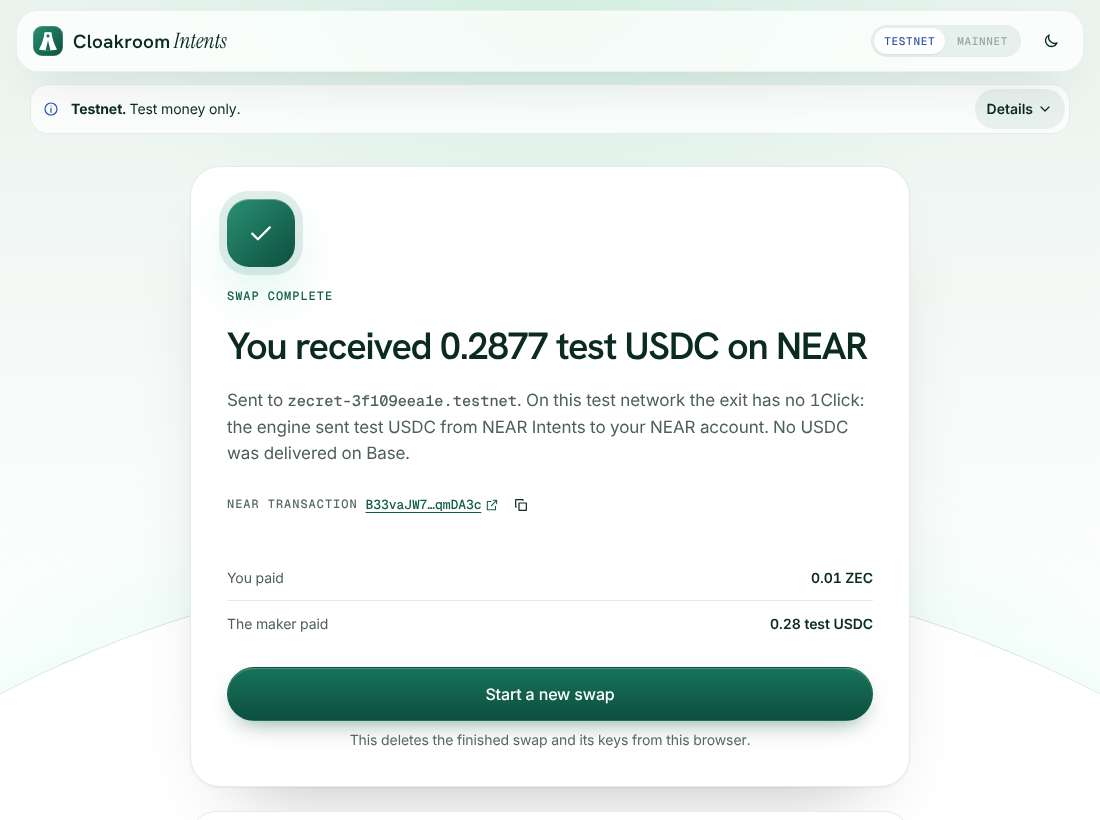 Cloakroom Intents
TESTNET MAINNET
Testnet. Test money only.
Details
SWAP COMPLETE
You received 0.2877 test USDC on NEAR
Sent to zecret-3f109eea1e.testnet. On this test network the exit has no 1Click:
the engine sent test USDC from NEAR Intents to your NEAR account. No USDC
was delivered on Base.
NEAR TRANSACTION B33vaJW7…qmDA3c
You paid 0.01 ZEC
The maker paid 0.28 test USDC
Start a new swap
This deletes the finished swap and its keys from this browser.